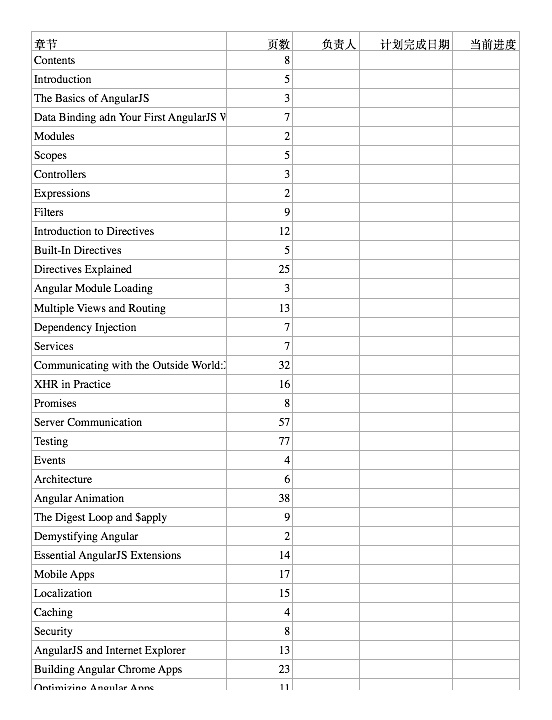 章节 页数 负责人 计划完成日期 当前进度
Contents 8
Introduction 5
The Basics of AngularJS 3
Data Binding adn Your First AngularJS 7
Modules 2
Scopes 5
Controllers 3
Expressions 2
Filters 9
Introduction to Directives 12
Built-In Directives 5
Directives Explained 25
Angular Module Loading 3
Multiple Views and Routing 13
Dependency Injection 7
Services 7
Communicating with the Outside World: 32
XHR in Practice 16
Promises 8
Server Communication 57
Testing 77
Events 4
Architecture 6
Angular Animation 38
The Digest Loop and $apply 9
Demystifying Angular 2
Essential AngularJS Extensions 14
Mobile Apps 17
Localization 15
Caching 4
Security 8
AngularJS and Internet Explorer 13
Building Angular Chrome Apps 23
Optimizing Angular Apps 11